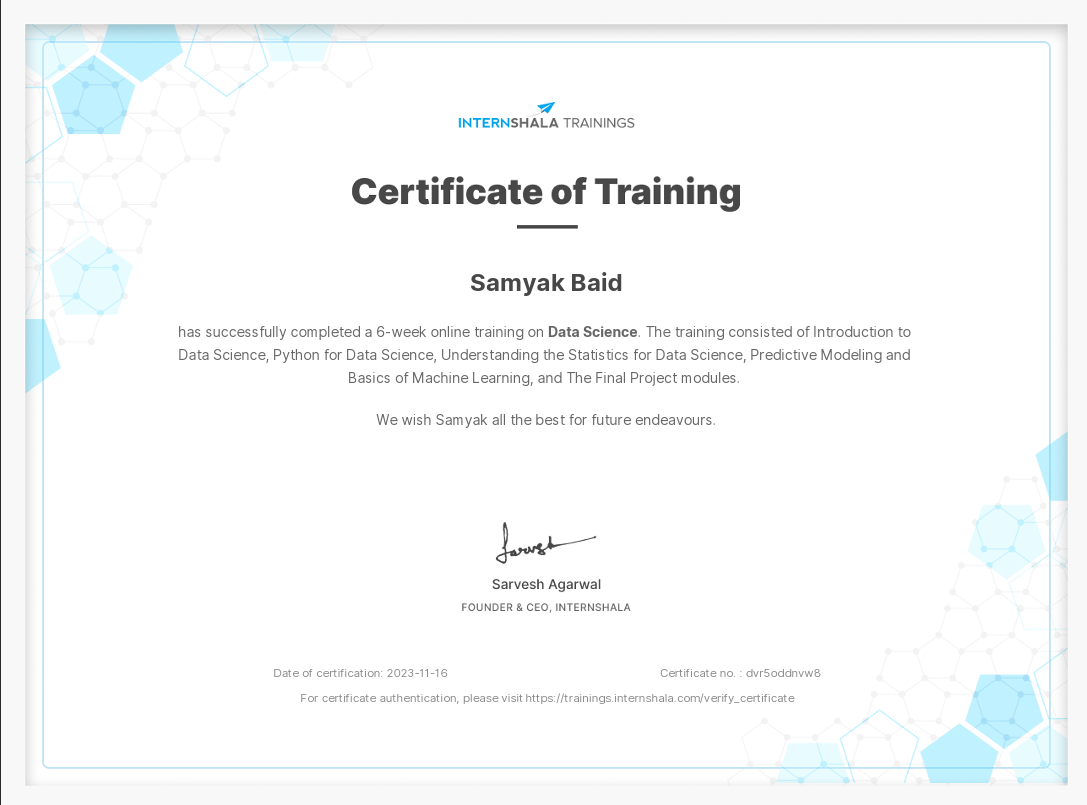 INTERNSHALA TRAININGS
Certificate of Training
Samyak Baid
has successfully completed a 6-week online training on Data Science. The training consisted of Introduction to
Data Science, Python for Data Science, Understanding the Statistics for Data Science, Predictive Modeling and
Basics of Machine Learning, and The Final Project modules.
We wish Samyak all the best for future endeavours.
Sarvesh
Sarvesh Agarwal
FOUNDER & CEO, INTERNSHALA
Date of certification: 2023-11-16 Certificate no. : dvr5oddnvw8
For certificate authentication, please visit https://trainings.internshala.com/verify_certificate